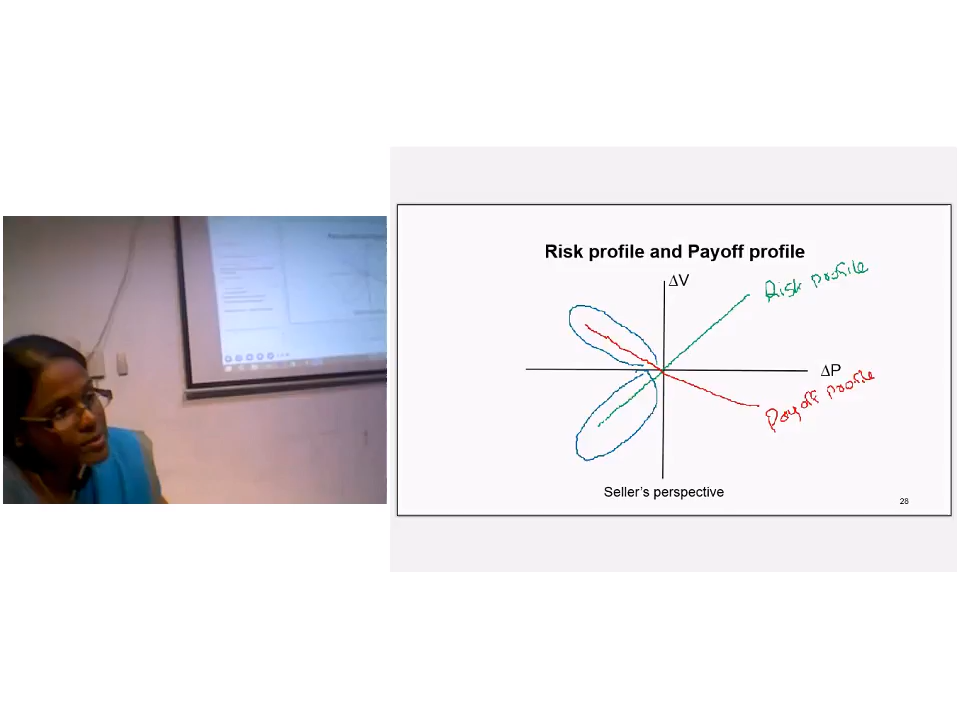 Risk profile and Payoff profile
ΔV
Risk profile
ΔP
Payoff profile
Seller's perspective
28